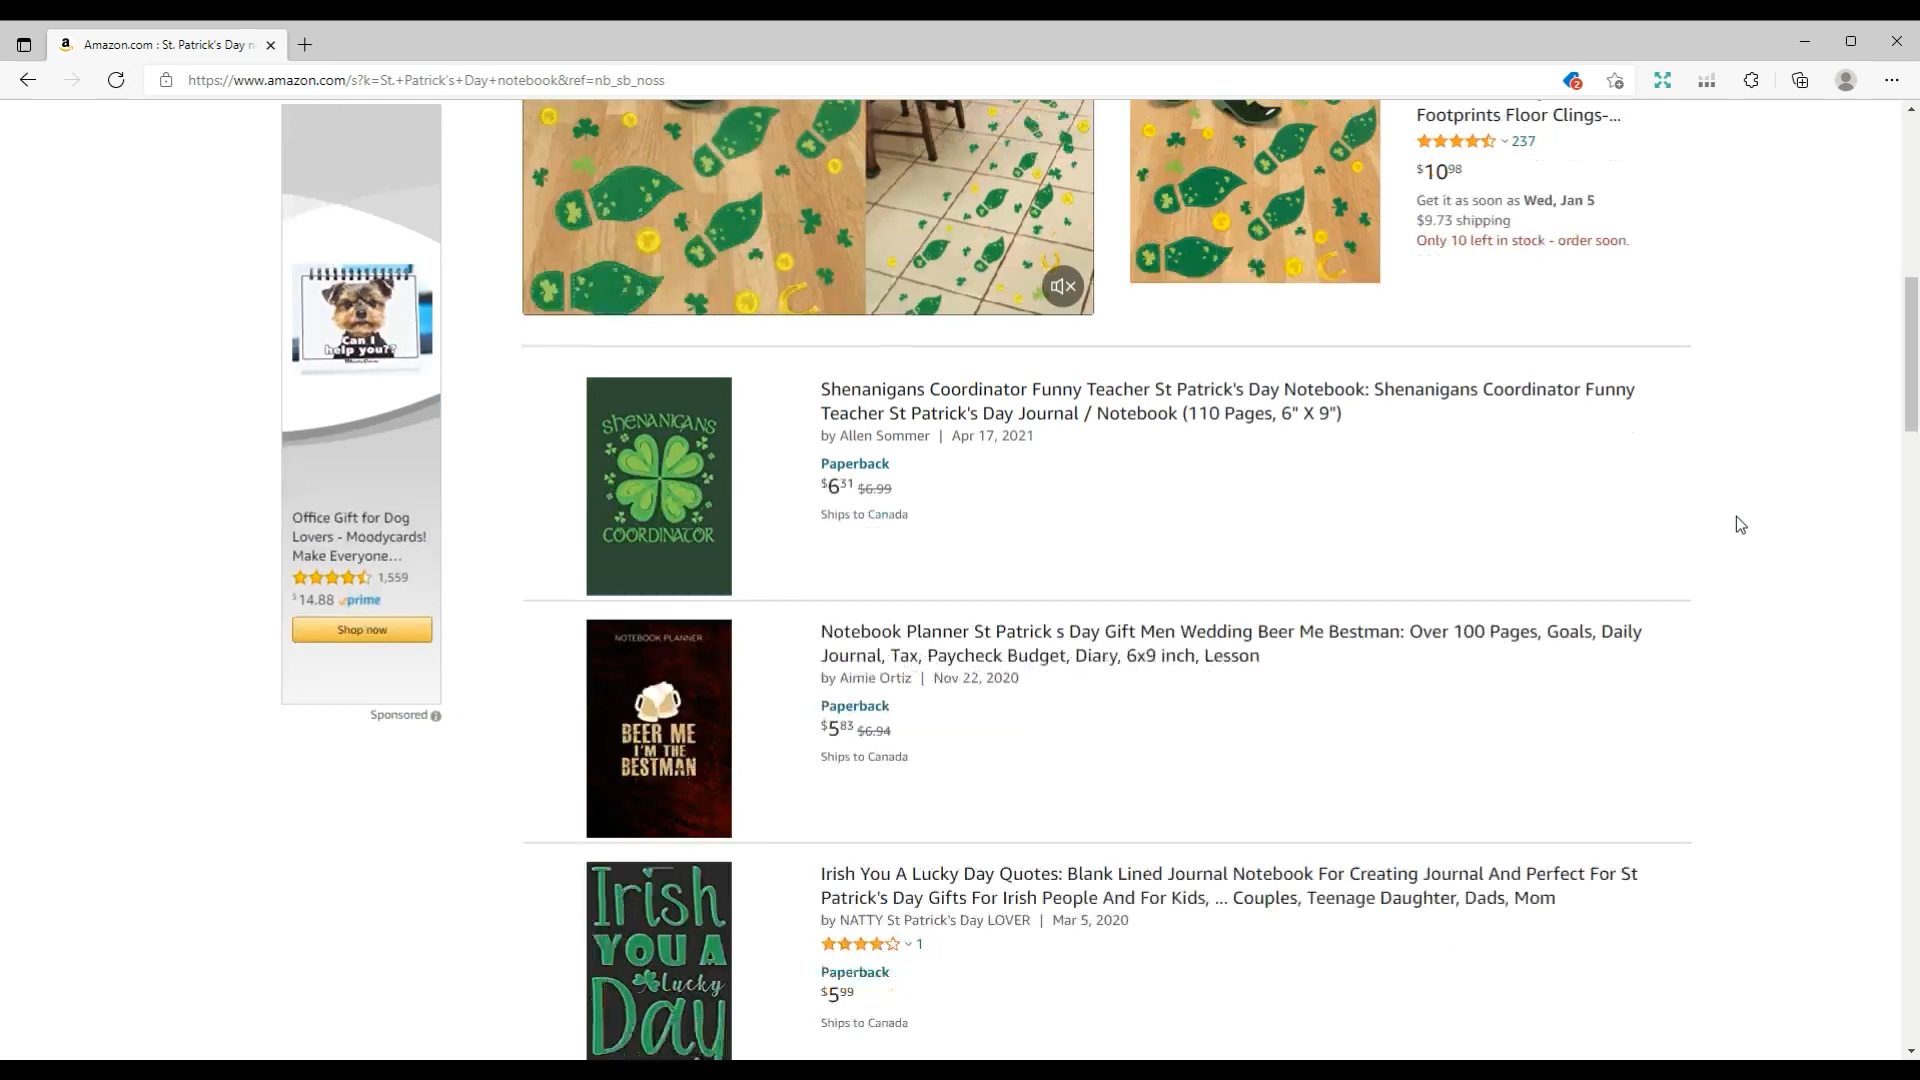 Amazon.com : St. Patrick's Day n
https://www.amazon.com/s?k=St.+Patrick's+Day+notebook&ref=nb_sb_noss
2
Footprints Floor Clings-...
237
$10.98
Get it as soon as Wed, Jan 5
$9.73 shipping
Only 10 left in stock - order soon.
Can I
help you??
Office Gift for Dog
Lovers - Moodycards!
Make Everyone...
1,559
$14.88 prime
Shop now
Sponsored
SHENANIGANS
COORDINATOR
Shenanigans Coordinator Funny Teacher St Patrick's Day Notebook: Shenanigans Coordinator Funny
Teacher St Patrick's Day Journal / Notebook (110 Pages, 6" X 9")
by Allen Sommer | Apr 17, 2021
Paperback
$6.31 $6.99
Ships to Canada
NOTEBOOK PLANNER
BEER ME
I'M THE
BESTMAN
Notebook Planner St Patrick s Day Gift Men Wedding Beer Me Bestman: Over 100 Pages, Goals, Daily
Journal, Tax, Paycheck Budget, Diary, 6x9 inch, Lesson
by Aimie Ortiz | Nov 22, 2020
Paperback
$5.83 $6.94
Ships to Canada
Irish
YOU A
Lucky
Day
Irish You A Lucky Day Quotes: Blank Lined Journal Notebook For Creating Journal And Perfect For St
Patrick's Day Gifts For Irish People And For Kids, ... Couples, Teenage Daughter, Dads, Mom
by NATTY St Patrick's Day LOVER | Mar 5, 2020
1
Paperback
$5.99
Ships to Canada